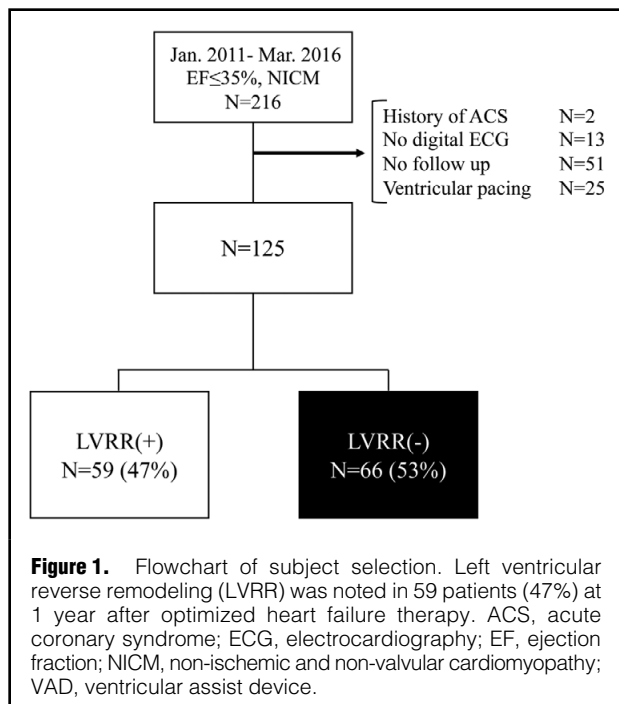 Jan. 2011- Mar. 2016
EF≤35%, NICM
N=216
History of ACS N=2
No digital ECG N=13
No follow up N=51
Ventricular pacing N=25
N=125
LVRR(+)
N=59 (47%)
LVRR(-)
N=66 (53%)
Figure 1. Flowchart of subject selection. Left ventricular
reverse remodeling (LVRR) was noted in 59 patients (47%) at
1 year after optimized heart failure therapy. ACS, acute
coronary syndrome; ECG, electrocardiography; EF, ejection
fraction; NICM, non-ischemic and non-valvular cardiomyopathy;
VAD, ventricular assist device.